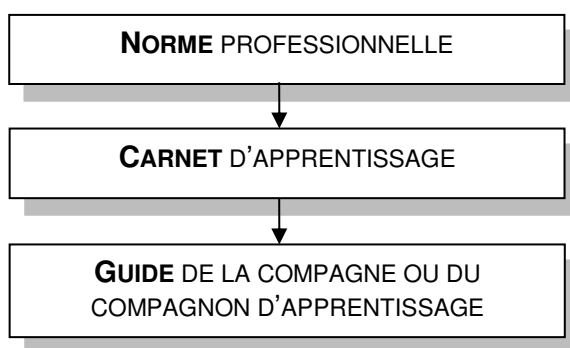 NORME PROFESSIONNELLE
CARNET D'APPRENTISSAGE
GUIDE DE LA COMPAGNE OU DU
COMPAGNON D'APPRENTISSAGE